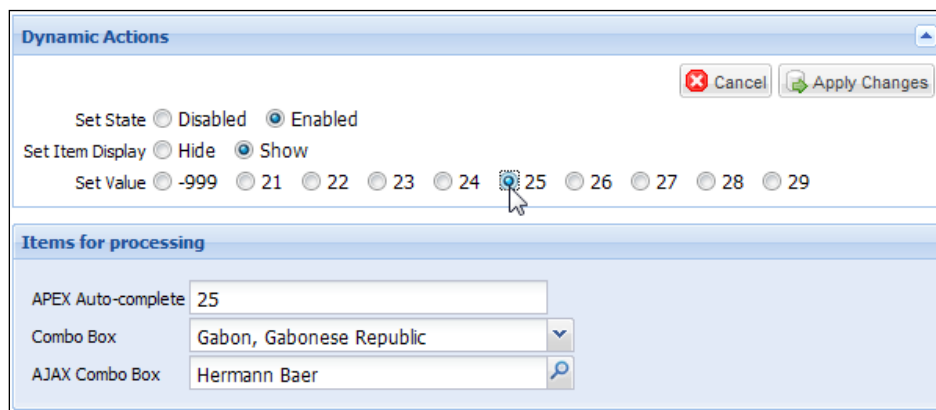 Dynamic Actions
Cancel Apply Changes
Set State Disabled Enabled
Set Item Display Hide Show
Set Value -999 21 22 23 24 25 26 27 28 29
Items for processing
APEX Auto-complete 25
Combo Box Gabon, Gabonese Republic
AJAX Combo Box Hermann Baer